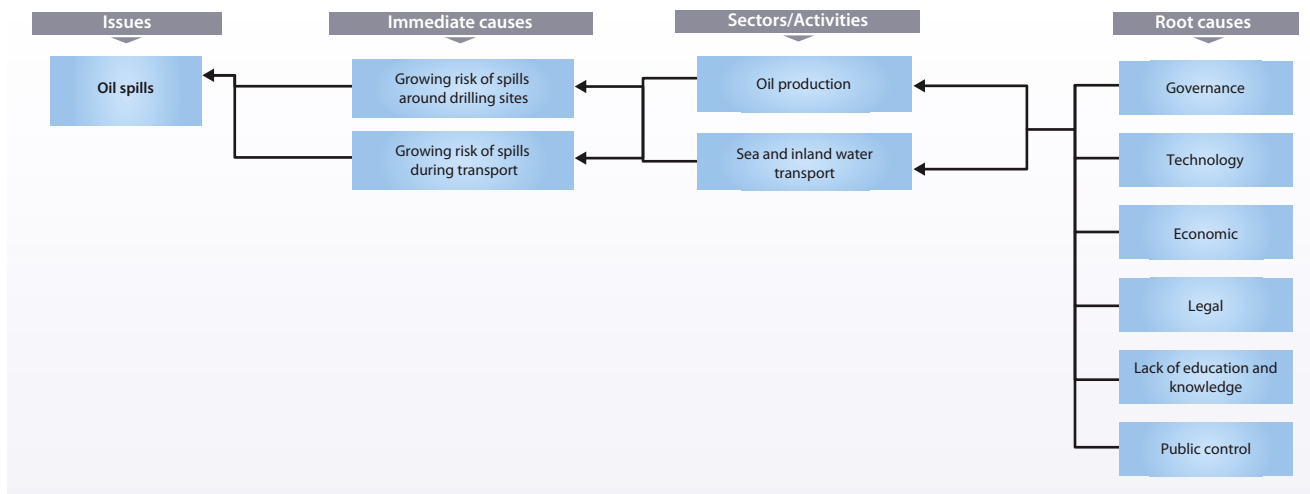 Issues
Immediate causes
Sectors/Activities
Root causes
Oil spills
Growing risk of spills
around drilling sites
Growing risk of spills
during transport
Oil production
Sea and inland water
transport
Governance
Technology
Economic
Legal
Lack of education and
knowledge
Public control